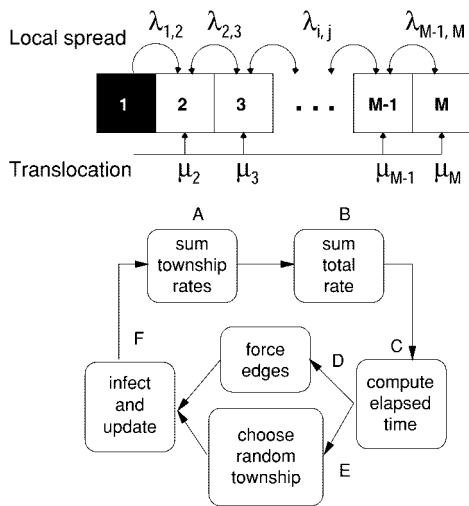 Local spread λ1,2 λ2,3 λi,j λM-1, M
1 2 3 . . . M-1 M
Translocation μ2 μ3 μM-1 μM
A B
sum township rates
sum total rate
F D C
force edges
infect and update
compute elapsed time
choose random township
E